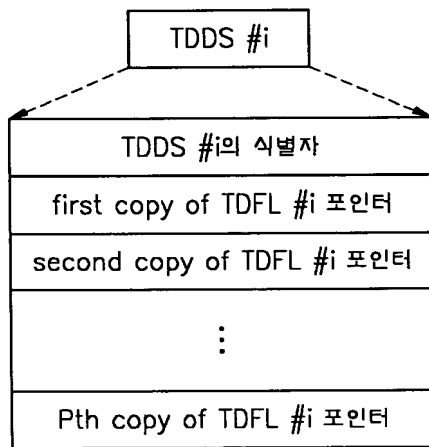 TDDS #i
TDDS #i의 식별자
first copy of TDFL #i 포인터
second copy of TDFL #i 포인터
⋮
Pth copy of TDFL #i 포인터